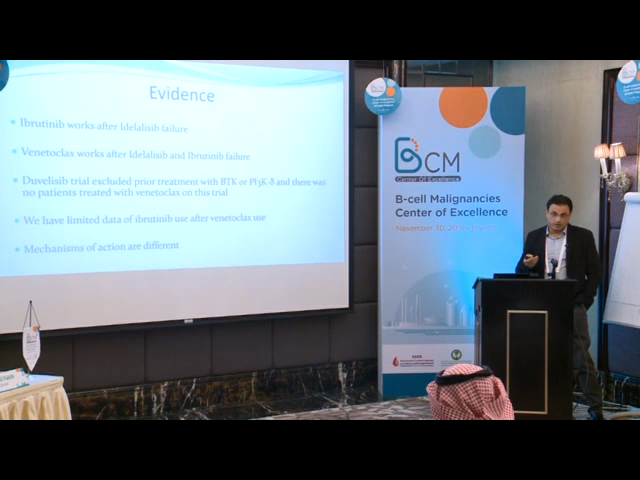 Evidence
Ibrutinib works after Idelalisib failure
Venetoclax works after Idelalisib and Ibrutinib failure
Duvelisib trial excluded prior treatment with BTK or PI3K-δ and there was
no patients treated with venetoclax on this trial
We have limited data of ibrutinib use after venetoclax use
Mechanisms of action are different
BCM
Center Of Excellence
B-cell Malignancies
Center of Excellence
November 30,